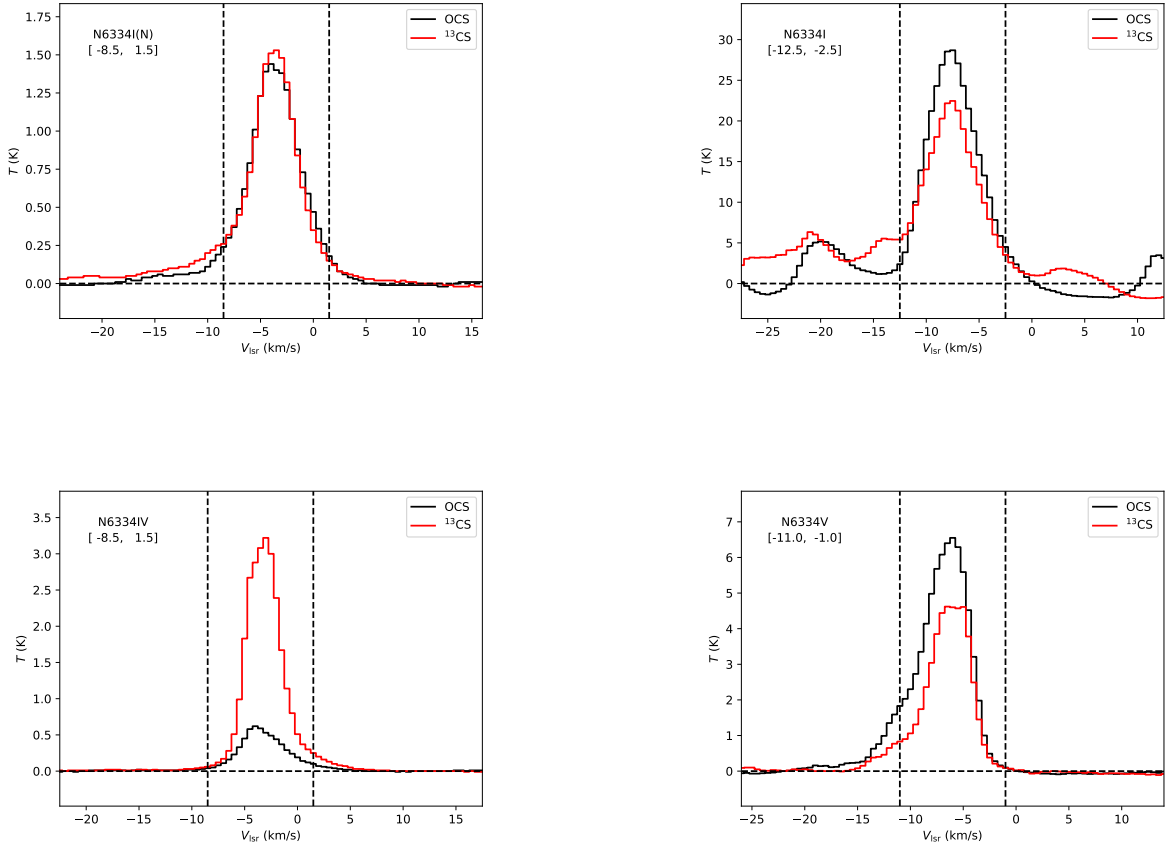 N6334I(N)
[ -8.5, 1.5]
OCS
¹³CS
T (K)
1.75
1.50
1.25
1.00
0.75
0.50
0.25
0.00
−20 −15 −10 −5 0 5 10 15
V_lsr (km/s)
N6334I
[-12.5, -2.5]
OCS
¹³CS
T (K)
30
25
20
15
10
5
0
−25 −20 −15 −10 −5 0 5 10
V_lsr (km/s)
N6334IV
[ -8.5, 1.5]
OCS
¹³CS
T (K)
3.5
3.0
2.5
2.0
1.5
1.0
0.5
0.0
−20 −15 −10 −5 0 5 10 15
V_lsr (km/s)
N6334V
[-11.0, -1.0]
OCS
¹³CS
T (K)
7
6
5
4
3
2
1
0
−25 −20 −15 −10 −5 0 5 10
V_lsr (km/s)